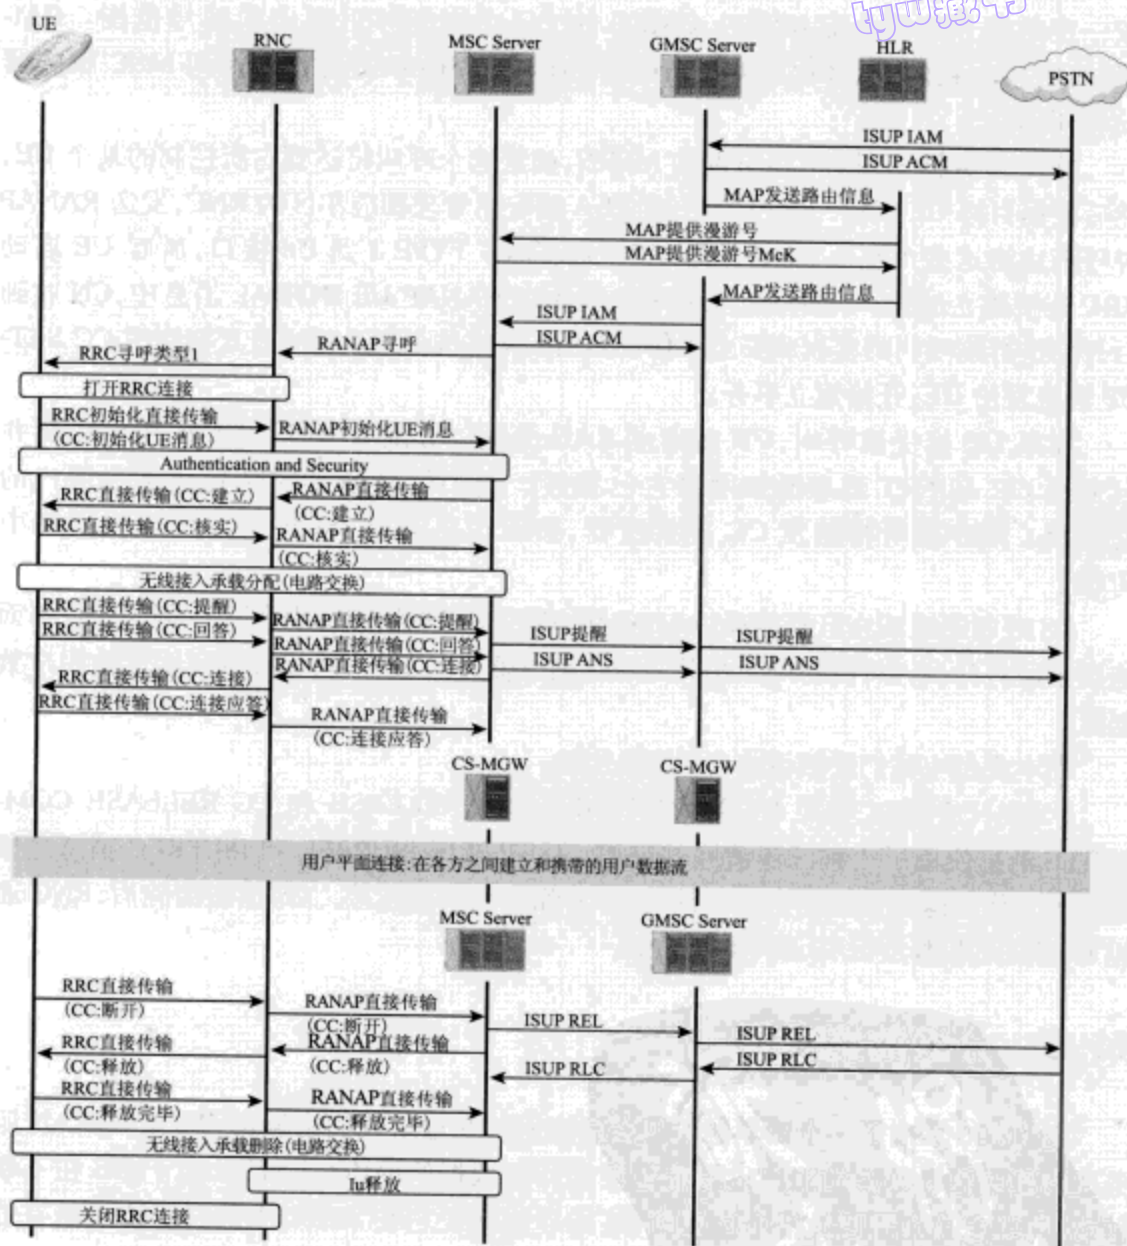 UE
RNC
MSC Server
GMSC Server
HLR
PSTN
ISUP IAM
ISUP ACM
MAP发送路由信息
MAP提供漫游号
MAP提供漫游号McK
MAP发送路由信息
ISUP IAM
ISUP ACM
RANAP寻呼
RRC寻呼类型1
打开RRC连接
RRC初始化直接传输
(CC:初始化UE消息)
RANAP初始化UE消息
Authentication and Security
RANAP直接传输
(CC:建立)
RRC直接传输(CC:建立)
RRC直接传输(CC:核实)
RANAP直接传输
(CC:核实)
无线接入承载分配(电路交换)
RRC直接传输(CC:提醒)
RANAP直接传输(CC:提醒)
ISUP提醒
ISUP提醒
RRC直接传输(CC:回答)
RANAP直接传输(CC:回答)
ISUP ANS
ISUP ANS
RANAP直接传输(CC:连接)
RRC直接传输(CC:连接)
RRC直接传输(CC:连接应答)
RANAP直接传输
(CC:连接应答)
CS-MGW
CS-MGW
用户平面连接:在各方之间建立和携带的用户数据流
MSC Server
GMSC Server
RRC直接传输
(CC:断开)
RANAP直接传输
(CC:断开)
ISUP REL
ISUP REL
ISUP RLC
ISUP RLC
RANAP直接传输
(CC:释放)
RRC直接传输
(CC:释放)
RRC直接传输
(CC:释放完毕)
RANAP直接传输
(CC:释放完毕)
无线接入承载删除(电路交换)
Iu释放
关闭RRC连接